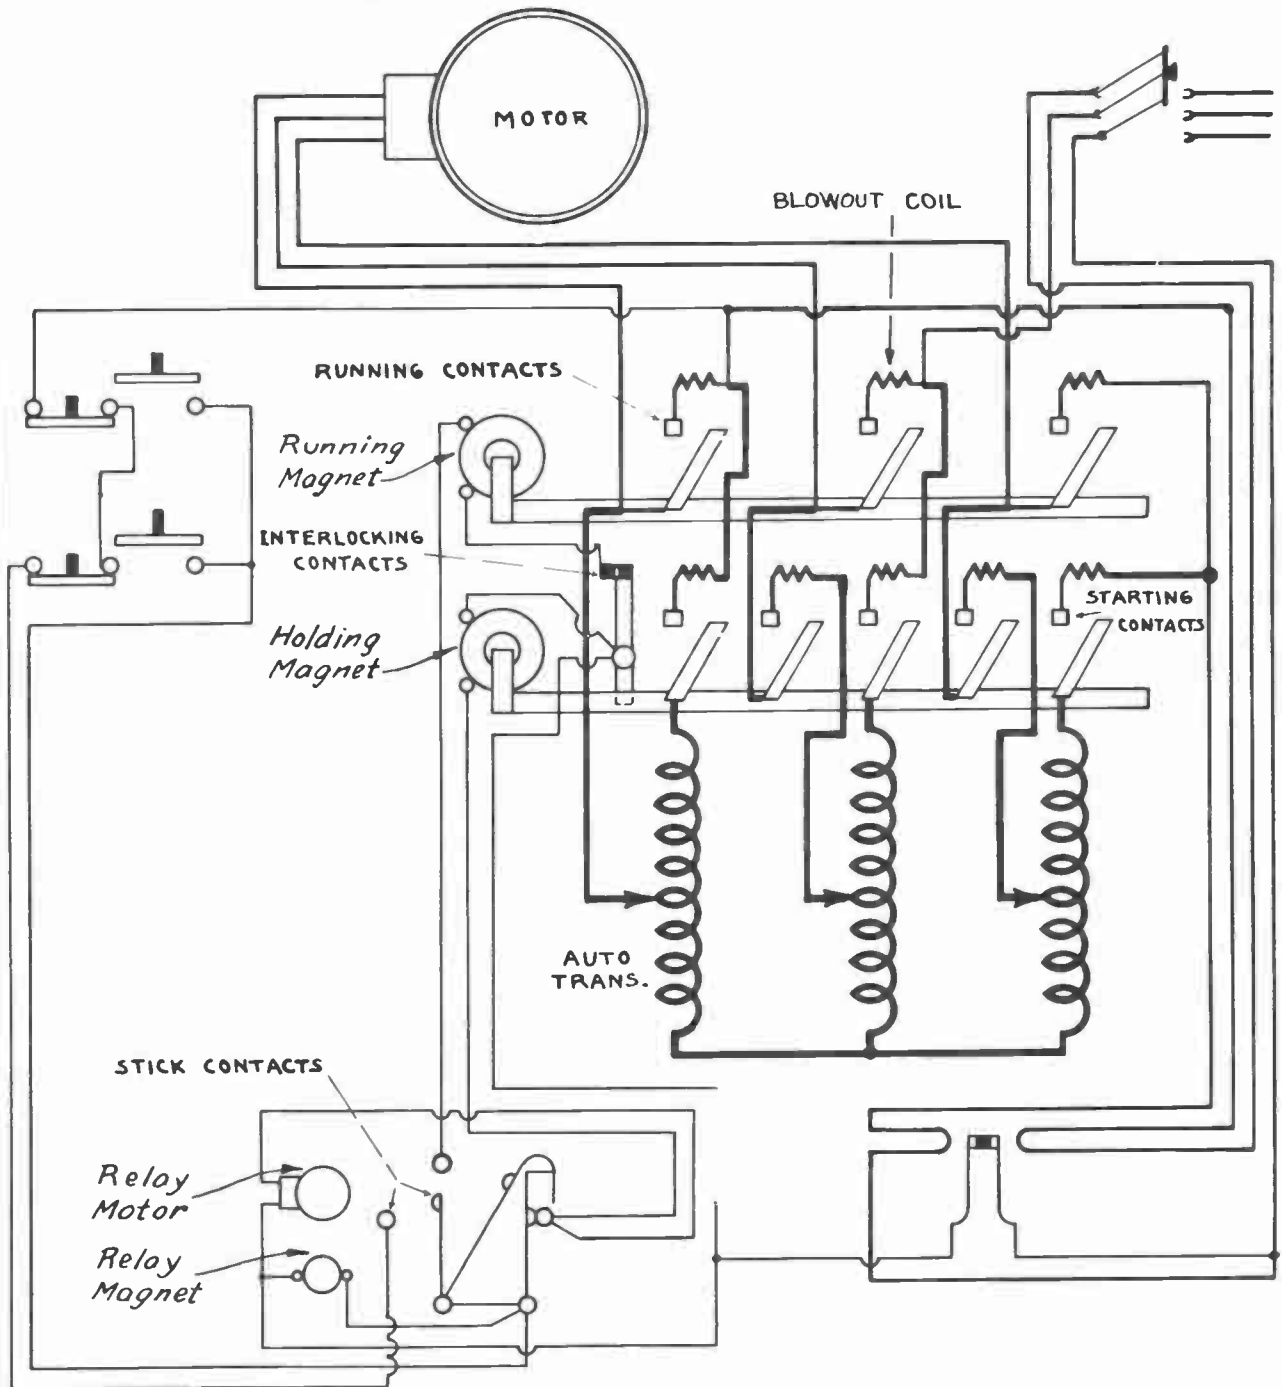 MOTOR
BLOWOUT COIL
RUNNING CONTACTS
Running
Magnet
INTERLOCKING
CONTACTS
Holding
Magnet
STARTING
CONTACTS
AUTO
TRANS.
STICK CONTACTS
Relay
Motor
Relay
Magnet